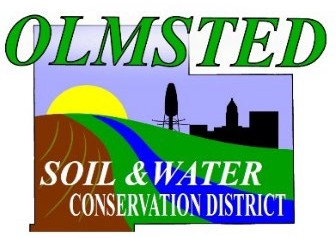 OLMSTED
SOIL & WATER
CONSERVATION DISTRICT